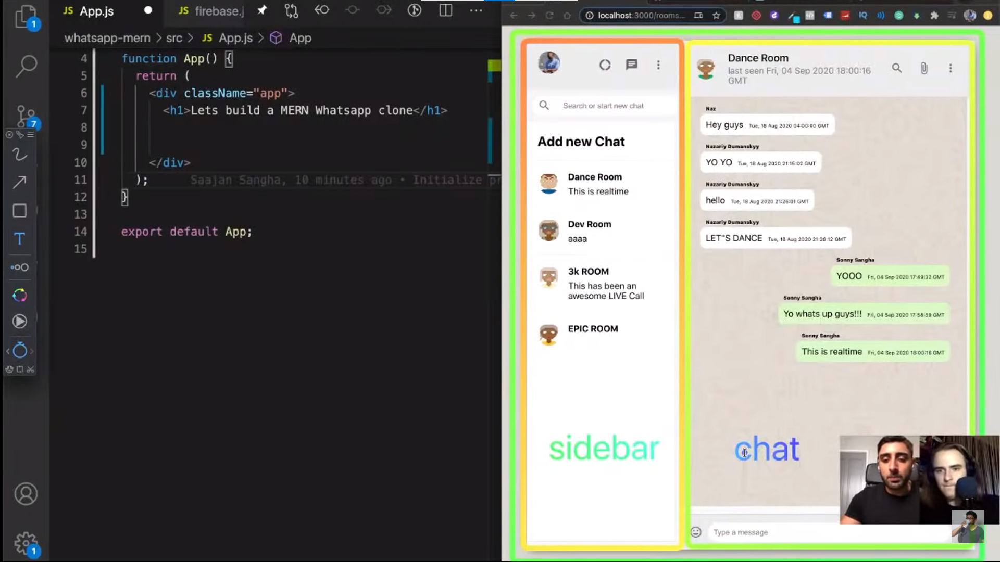 JS App.js
JS firebase.j
localhost:3000/rooms...
IQ
whatsapp-mern > src > JS App.js > App
1
7
4 function App() {
5 return (
6 <div className="app">
7 <h1>Lets build a MERN Whatsapp clone</h1>
8
9
10 </div>
11 ); Saajan Sangha, 10 minutes ago • Initialize pr
12 }
13
14 export default App;
15
T
1
Search or start new chat
Add new Chat
Dance Room
This is realtime
Dev Room
aaaa
3k ROOM
This has been an
awesome LIVE Call
EPIC ROOM
sidebar
Dance Room
last seen Fri, 04 Sep 2020 18:00:16
GMT
Naz
Hey guys Tue, 18 Aug 2020 04:00:00 GMT
Nazariy Dumanskyy
YO YO Tue, 18 Aug 2020 21:15:02 GMT
Nazariy Dumanskyy
hello Tue, 18 Aug 2020 21:26:01 GMT
Nazariy Dumanskyy
LET"S DANCE Tue, 18 Aug 2020 21:26:12 GMT
Sonny Sangha
YOOO Fri, 04 Sep 2020 17:49:32 GMT
Sonny Sangha
Yo whats up guys!!! Fri, 04 Sep 2020 17:58:39 GMT
Sonny Sangha
This is realtime Fri, 04 Sep 2020 18:00:16 GMT
chat
Type a message